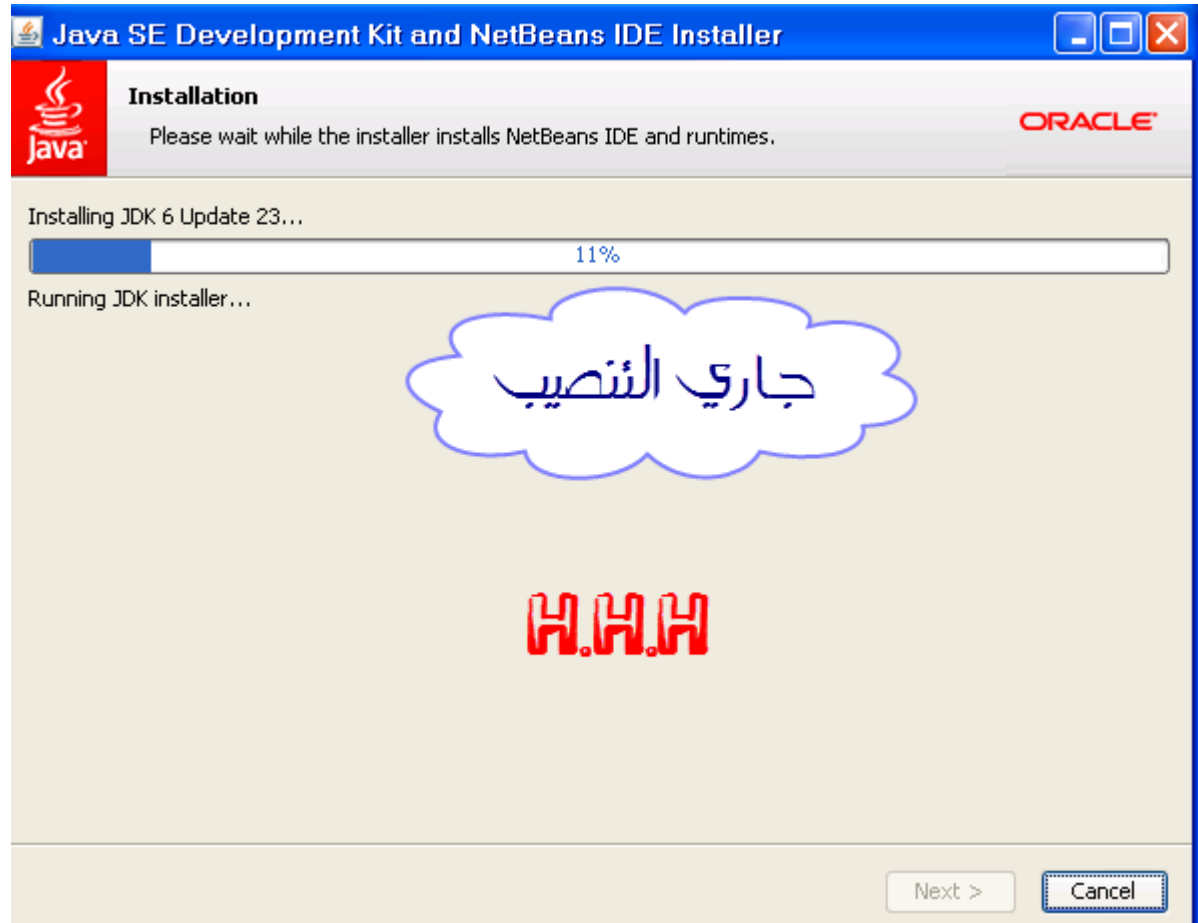 Java SE Development Kit and NetBeans IDE Installer
Installation
Please wait while the installer installs NetBeans IDE and runtimes.
Java
ORACLE
Installing JDK 6 Update 23...
11%
Running JDK installer...
جاري التنصيب
H.H.H
Next >
Cancel